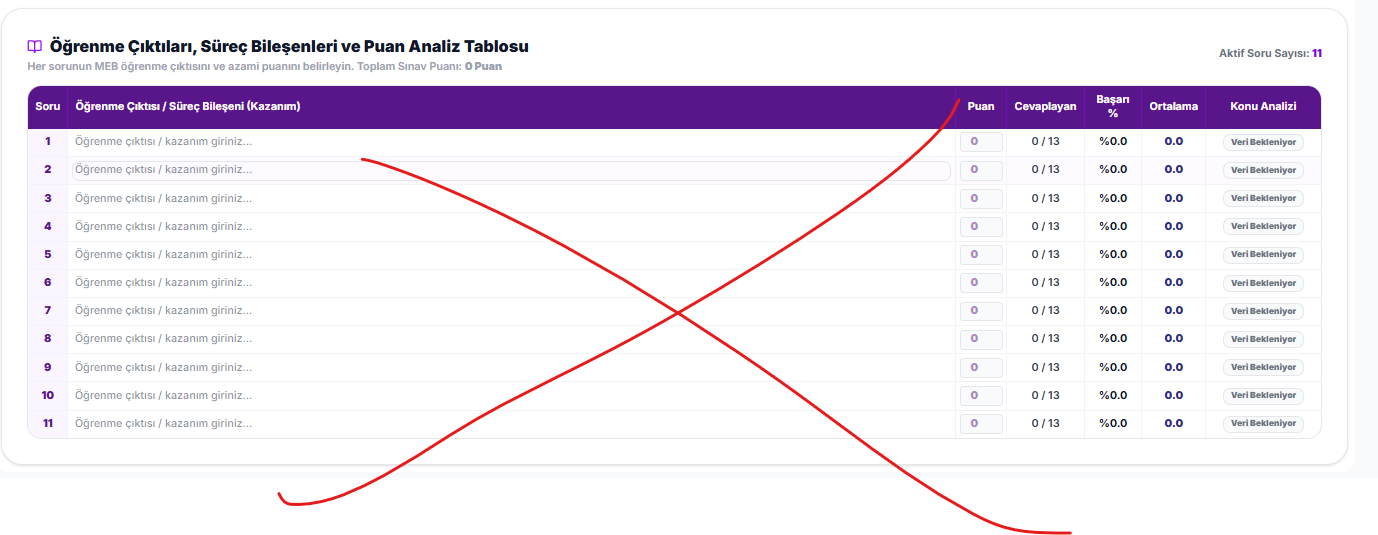 Öğrenme Çıktıları, Süreç Bileşenleri ve Puan Analiz Tablosu
Her sorunun MEB öğrenme çıktısını ve azami puanını belirleyin. Toplam Sınav Puanı: 0 Puan
Aktif Soru Sayısı: 11
Soru Öğrenme Çıktısı / Süreç Bileşeni (Kazanım) Puan Cevaplayan Başarı % Ortalama Konu Analizi
1 Öğrenme çıktısı / kazanım giriniz... 0 0 / 13 %0.0 0.0 Veri Bekleniyor
2 Öğrenme çıktısı / kazanım giriniz... 0 0 / 13 %0.0 0.0 Veri Bekleniyor
3 Öğrenme çıktısı / kazanım giriniz... 0 0 / 13 %0.0 0.0 Veri Bekleniyor
4 Öğrenme çıktısı / kazanım giriniz... 0 0 / 13 %0.0 0.0 Veri Bekleniyor
5 Öğrenme çıktısı / kazanım giriniz... 0 0 / 13 %0.0 0.0 Veri Bekleniyor
6 Öğrenme çıktısı / kazanım giriniz... 0 0 / 13 %0.0 0.0 Veri Bekleniyor
7 Öğrenme çıktısı / kazanım giriniz... 0 0 / 13 %0.0 0.0 Veri Bekleniyor
8 Öğrenme çıktısı / kazanım giriniz... 0 0 / 13 %0.0 0.0 Veri Bekleniyor
9 Öğrenme çıktısı / kazanım giriniz... 0 0 / 13 %0.0 0.0 Veri Bekleniyor
10 Öğrenme çıktısı / kazanım giriniz... 0 0 / 13 %0.0 0.0 Veri Bekleniyor
11 Öğrenme çıktısı / kazanım giriniz... 0 0 / 13 %0.0 0.0 Veri Bekleniyor